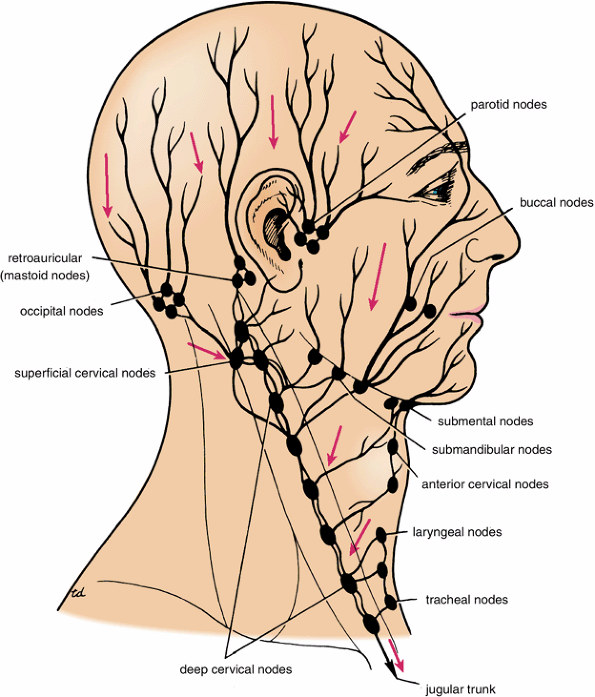 parotid nodes
buccal nodes
retroauricular
(mastoid nodes)
occipital nodes
superficial cervical nodes
submental nodes
submandibular nodes
anterior cervical nodes
laryngeal nodes
td
tracheal nodes
deep cervical nodes
jugular trunk